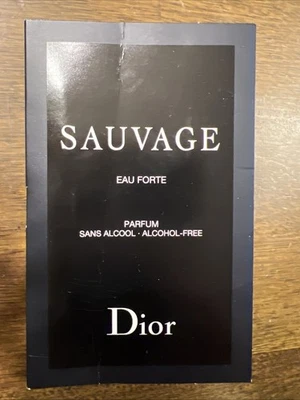 SAUVAGE
EAU FORTE
PARFUM
SANS ALCOOL · ALCOHOL-FREE
Dior